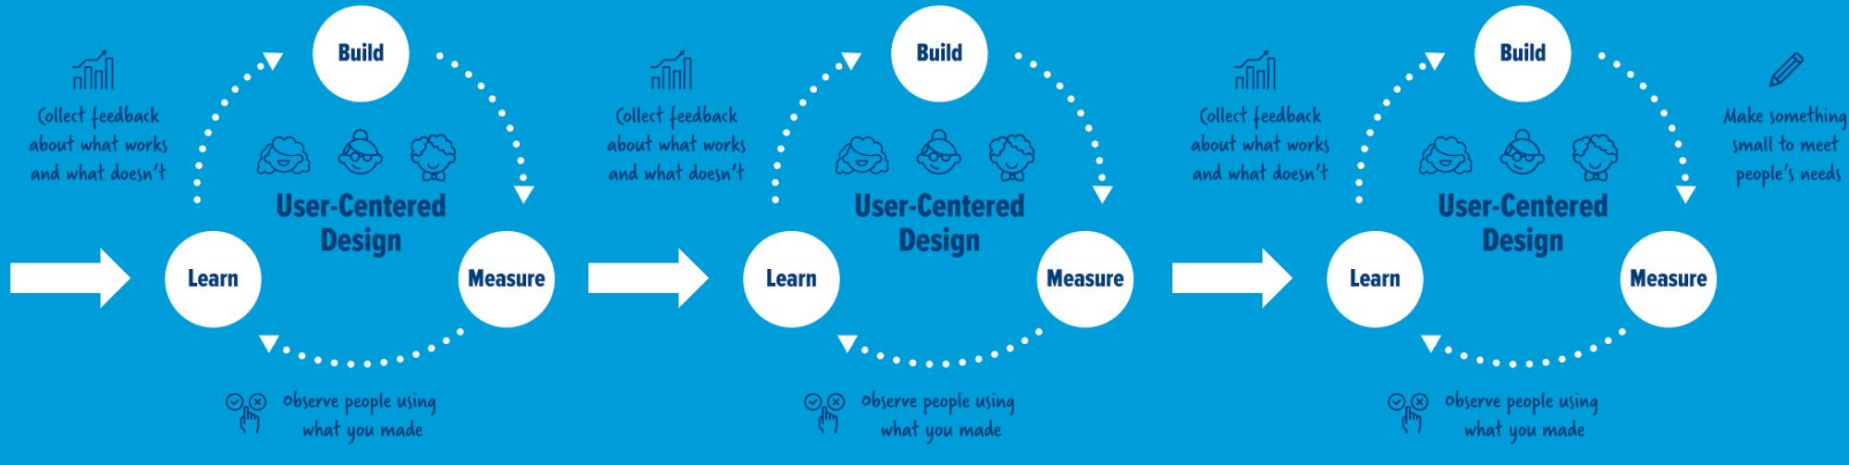 Build
Collect feedback
about what works
and what doesn't
User-Centered
Design
Learn
Measure
Observe people using
what you made
Build
Collect feedback
about what works
and what doesn't
User-Centered
Design
Learn
Measure
Observe people using
what you made
Build
Collect feedback
about what works
and what doesn't
Make something
small to meet
people's needs
User-Centered
Design
Learn
Measure
Observe people using
what you made